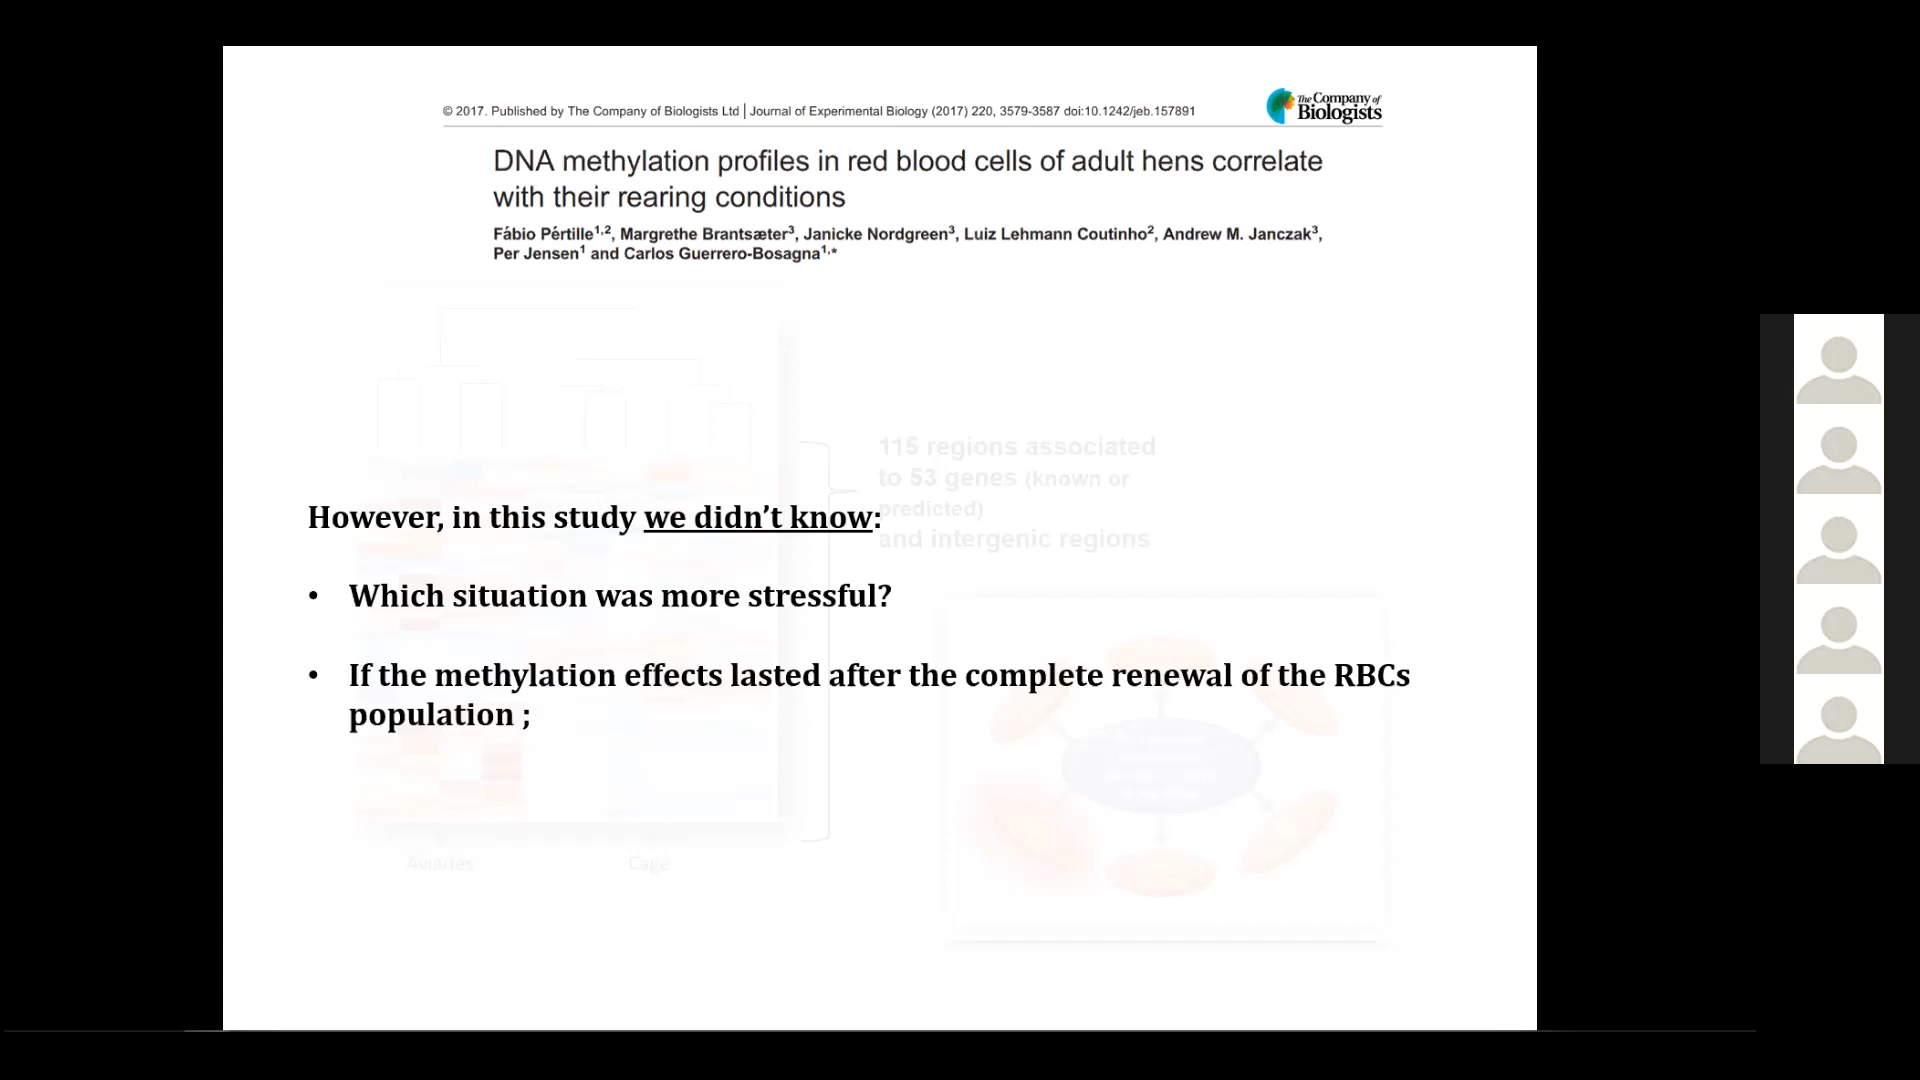 © 2017. Published by The Company of Biologists Ltd | Journal of Experimental Biology (2017) 220, 3579-3587 doi:10.1242/jeb.157891
The Company of
Biologists
DNA methylation profiles in red blood cells of adult hens correlate
with their rearing conditions
Fábio Pértille1,2, Margrethe Brantsæter3, Janicke Nordgreen3, Luiz Lehmann Coutinho2, Andrew M. Janczak3,
Per Jensen1 and Carlos Guerrero-Bosagna1,*
115 regions associated
to 53 genes (known or
predicted)
and intergenic regions
However, in this study we didn’t know:
• Which situation was more stressful?
• If the methylation effects lasted after the complete renewal of the RBCs
population ;
Aviaries
Cage